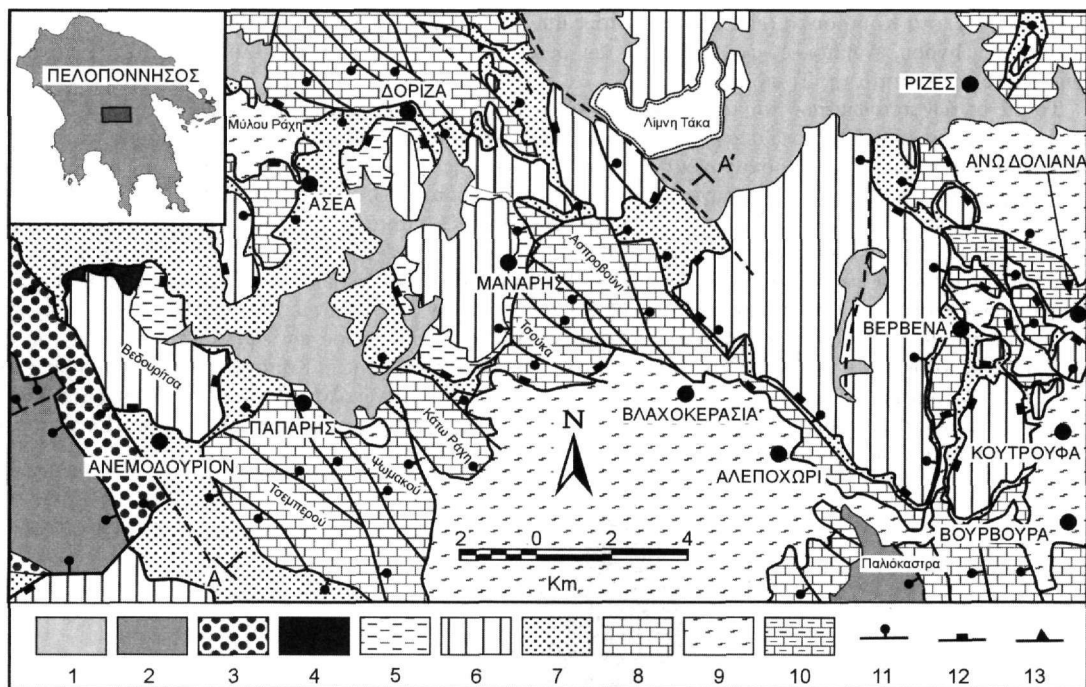 ΠΕΛΟΠΟΝΝΗΣΟΣ
ΔΟΡΙΖΑ
ΡΙΖΕΣ
Μύλου Ράχη
Λίμνη Τάκα
ΑΝΩ ΔΟΛΙΑΝΑ
Α'
ΑΣΕΑ
Ασπροβούνι
ΜΑΝΑΡΗΣ
Τσούκα
ΒΕΡΒΕΝΑ
Βεδουρίτσα
ΠΑΠΑΡΗΣ
Κάτω Ράχη
ΒΛΑΧΟΚΕΡΑΣΙΑ
N
ΑΝΕΜΟΔΟΥΡΙΟΝ
Ψωμακού
ΑΛΕΠΟΧΩΡΙ
ΚΟΥΤΡΟΥΦΑ
Τσεμπερού
ΒΟΥΡΒΟΥΡΑ
Παλιόκαστρα
Α
2 0 2 4
Km
1 2 3 4 5 6 7 8 9 10 11 12 13